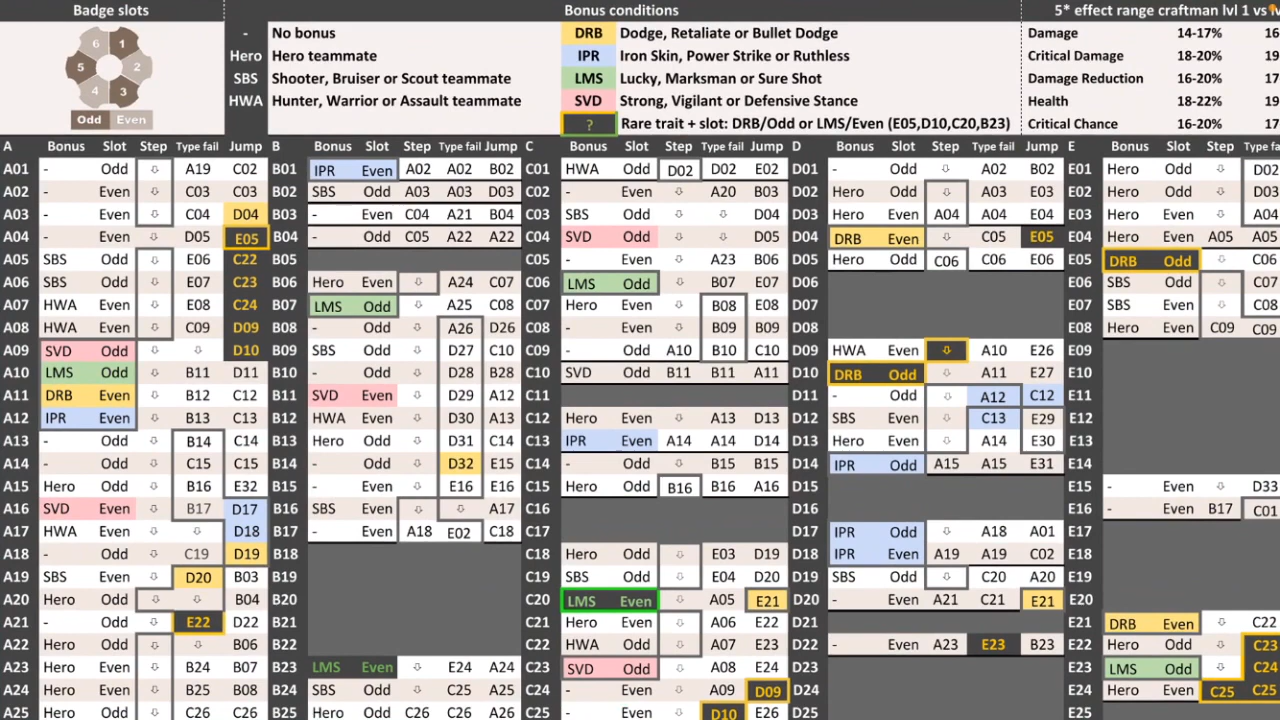 Badge slots Bonus conditions 5* effect range craftman lvl 1 vs
6 1 - No bonus DRB Dodge, Retaliate or Bullet Dodge Damage 14-17% 16
5 2 Hero Hero teammate IPR Iron Skin, Power Strike or Ruthless Critical Damage 18-20% 19
4 3 SBS Shooter, Bruiser or Scout teammate LMS Lucky, Marksman or Sure Shot Damage Reduction 16-20% 17
HWA Hunter, Warrior or Assault teammate SVD Strong, Vigilant or Defensive Stance Health 18-22% 19
Odd Even ? Rare trait + slot: DRB/Odd or LMS/Even (E05,D10,C20,B23) Critical Chance 16-20% 17
A Bonus Slot Step Type fail Jump B Bonus Slot Step Type fail Jump C Bonus Slot Step Type fail Jump D Bonus Slot Step Type fail Jump E Bonus Slot Step Type fa
A01 - Odd ⇩ A19 C02 B01 IPR Even A02 A02 B02 C01 HWA Odd D02 D02 E02 D01 - Odd ⇩ A02 B02 E01 Hero Odd ⇩ D02
A02 - Even ⇩ C03 C03 B02 SBS Odd A03 A03 D03 C02 - Even ⇩ A20 B03 D02 Hero Odd ⇩ A03 E03 E02 Hero Odd ⇩ D03
A03 - Even ⇩ C04 D04 B03 - Even C04 A21 B04 C03 SBS Odd ⇩ ⇩ D04 D03 Hero Even A04 A04 E04 E03 Hero Odd ⇩ A04
A04 - Even ⇩ D05 E05 B04 - Odd C05 A22 A22 C04 SVD Odd ⇩ ⇩ D05 D04 DRB Even ⇩ C05 E05 E04 Hero Even A05 A05
A05 SBS Odd ⇩ E06 C22 B05 C05 - Even ⇩ A23 B06 D05 Hero Odd C06 C06 E06 E05 DRB Odd ⇩ C06
A06 SBS Odd ⇩ E07 C23 B06 Hero Even ⇩ A24 C07 C06 LMS Odd ⇩ B07 E07 D06 E06 SBS Odd ⇩ C07
A07 HWA Odd ⇩ E08 C24 B07 LMS Odd ⇩ A25 C08 C07 Hero Even ⇩ B08 E08 D07 E07 SBS Even ⇩ C08
A08 HWA Odd ⇩ C09 D09 B08 - Odd ⇩ A26 D26 C08 - Even ⇩ B09 B09 D08 E08 Hero Even C09 C09
A09 SVD Odd ⇩ ⇩ D10 B09 SBS Even ⇩ D27 C10 C09 - Odd A10 B10 C10 D09 HWA Even ⇩ A10 E26 E09
A10 LMS Odd ⇩ B11 D11 B10 - Odd ⇩ D28 B28 C10 SVD Odd B11 B11 A11 D10 DRB Odd ⇩ A11 E27 E10
A11 DRB Even ⇩ B12 C12 B11 SVD Even ⇩ D29 A12 C11 D11 - Odd ⇩ A12 C12 E11
A12 IPR Even ⇩ B13 C13 B12 HWA Even ⇩ D30 A13 C12 Hero Even ⇩ A13 D13 D12 SBS Even ⇩ C13 E29 E12
A13 - Odd ⇩ B14 C14 B13 Hero Odd ⇩ D31 C14 C13 IPR Even A14 A14 D14 D13 Hero Even ⇩ A14 E30 E13
A14 - Odd ⇩ C15 C15 B14 - Even ⇩ D32 E15 C14 - Even ⇩ B15 B15 D14 IPR Odd A15 A15 E31 E14
A15 Hero Odd ⇩ B16 E32 B15 - Even ⇩ E16 E16 C15 Hero Odd B16 B16 A16 D15 E15 - Even ⇩ D33
A16 SVD Even ⇩ B17 D17 B16 SBS Even ⇩ ⇩ A17 C16 D16 E16 - Even B17 C01
A17 HWA Even ⇩ ⇩ D18 B17 - Even A18 E02 C18 C17 D17 IPR Odd ⇩ A18 A01 E17
A18 - Odd ⇩ C19 D19 B18 C18 Hero Odd ⇩ E03 D19 D18 IPR Even A19 A19 C02 E18
A19 SBS Even ⇩ D20 B03 B19 C19 SBS Odd ⇩ E04 D20 D19 SBS Odd ⇩ C20 A20 E19
A20 Hero Odd ⇩ ⇩ B04 B20 C20 LMS Even ⇩ A05 E21 D20 - Even A21 C21 E21 E20
A21 - Odd ⇩ E22 D22 B21 C21 Hero Even ⇩ A06 E22 D21 E21 DRB Even ⇩ C22
A22 Hero Odd ⇩ ⇩ B06 B22 C22 HWA Odd ⇩ A07 E23 D22 - Even A23 E23 B23 E22 Hero Odd ⇩ C23
A23 Hero Odd ⇩ B24 B07 B23 LMS Even ⇩ E24 A24 C23 SVD Odd ⇩ A08 E24 D23 E23 LMS Odd ⇩ C24
A24 Hero Odd ⇩ B25 B08 B24 SBS Odd ⇩ C25 A25 C24 - Even ⇩ A09 D09 D24 E24 Hero Even C25 C25
A25 Hero Odd ⇩ C26 C26 B25 Hero Odd ⇩ C26 A26 C25 - Odd ⇩ D10 E26 D25 E25